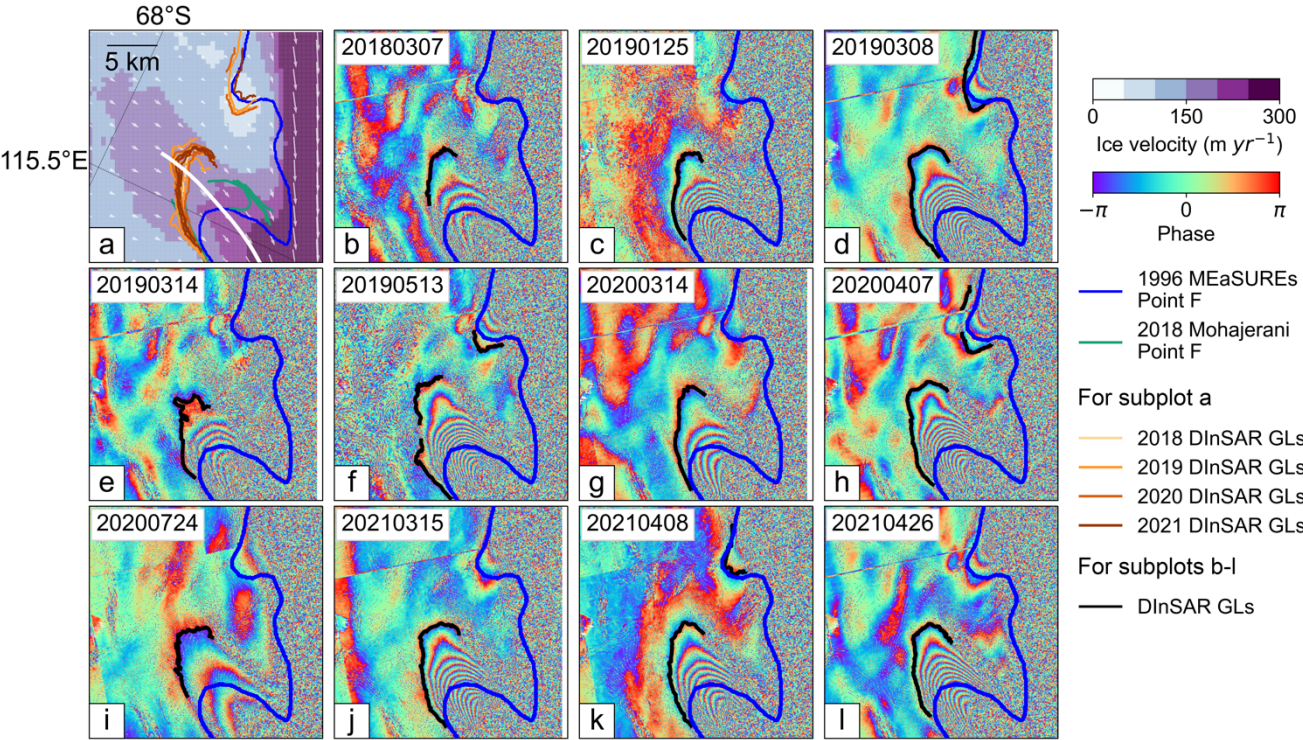 68°S
5 km
115.5°E
a
20180307
b
20190125
c
20190308
d
20190314
e
20190513
f
20200314
g
20200407
h
20200724
i
20210315
j
20210408
k
20210426
l
0 150 300
Ice velocity (m yr⁻¹)
−π 0 π
Phase
1996 MEaSUREs
Point F
2018 Mohajerani
Point F
For subplot a
2018 DInSAR GLs
2019 DInSAR GLs
2020 DInSAR GLs
2021 DInSAR GLs
For subplots b-l
DInSAR GLs